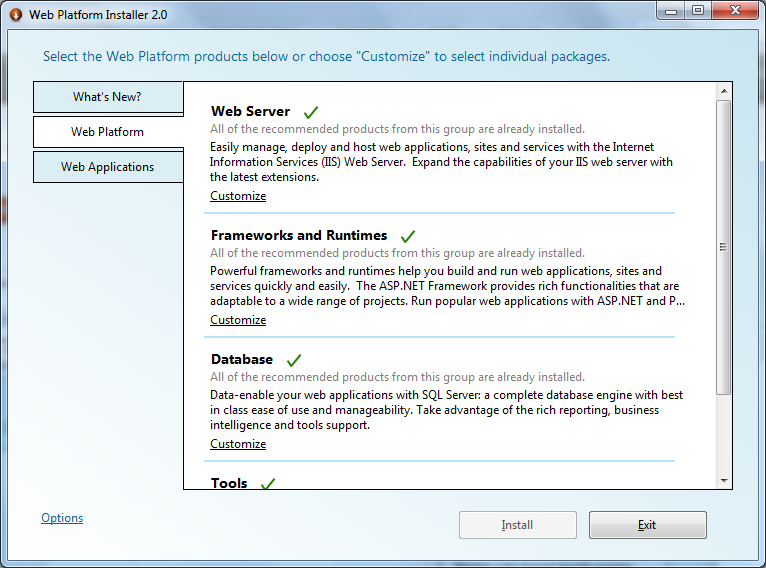 Web Platform Installer 2.0
Select the Web Platform products below or choose "Customize" to select individual packages.
What's New?
Web Platform
Web Applications
Web Server
All of the recommended products from this group are already installed.
Easily manage, deploy and host web applications, sites and services with the Internet
Information Services (IIS) Web Server.  Expand the capabilities of your IIS web server with
the latest extensions.
Customize
Frameworks and Runtimes
All of the recommended products from this group are already installed.
Powerful frameworks and runtimes help you build and run web applications, sites and
services quickly and easily.  The ASP.NET Framework provides rich functionalities that are
adaptable to a wide range of projects. Run popular web applications with ASP.NET and P...
Customize
Database
All of the recommended products from this group are already installed.
Data-enable your web applications with SQL Server: a complete database engine with best
in class ease of use and manageability. Take advantage of the rich reporting, business
intelligence and tools support.
Customize
Tools
Options
Install
Exit